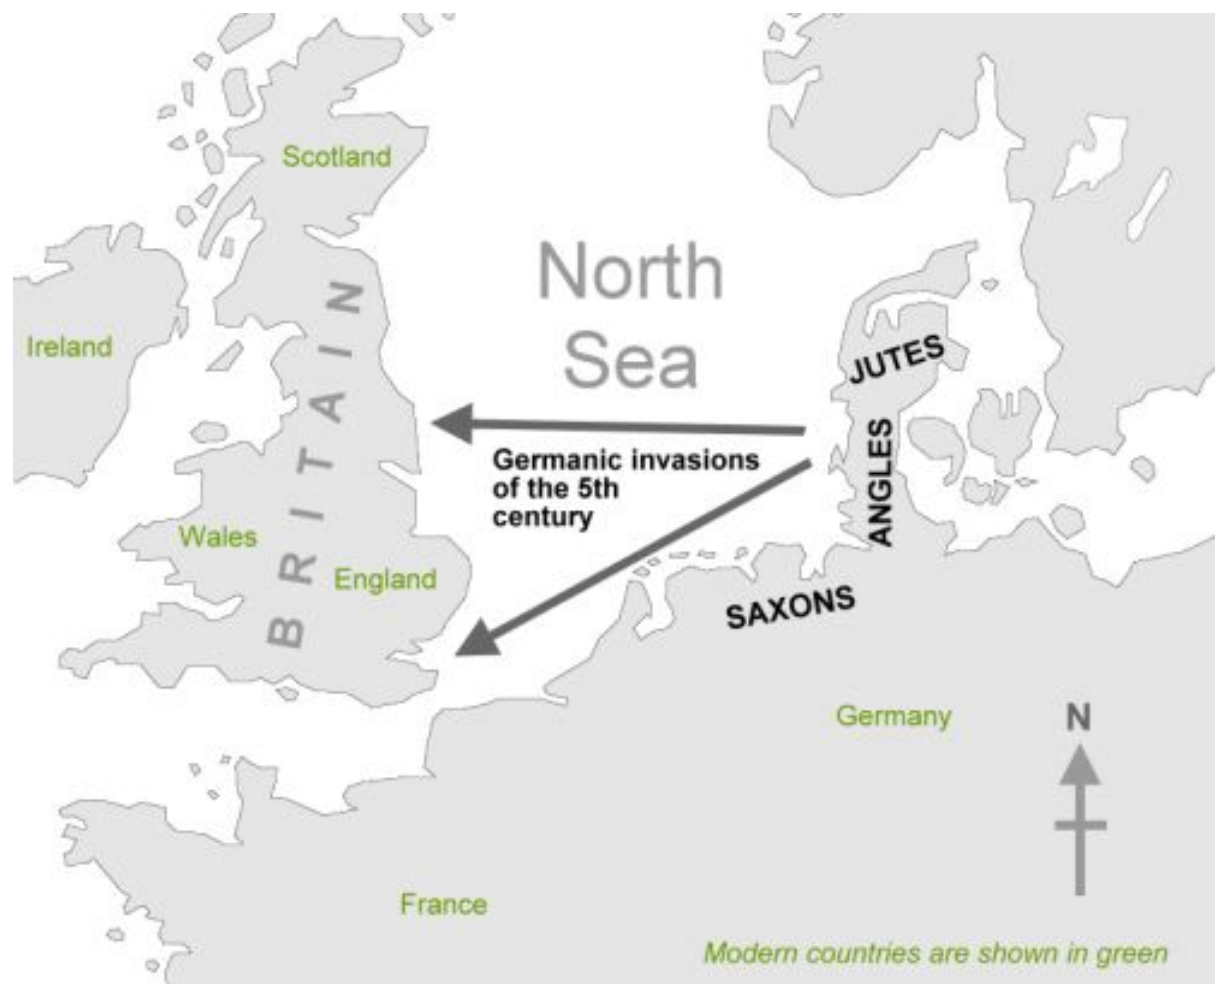 Scotland
North
Sea
Ireland
BRITAIN
JUTES
ANGLES
Germanic invasions
of the 5th
century
Wales
England
SAXONS
Germany
N
France
Modern countries are shown in green